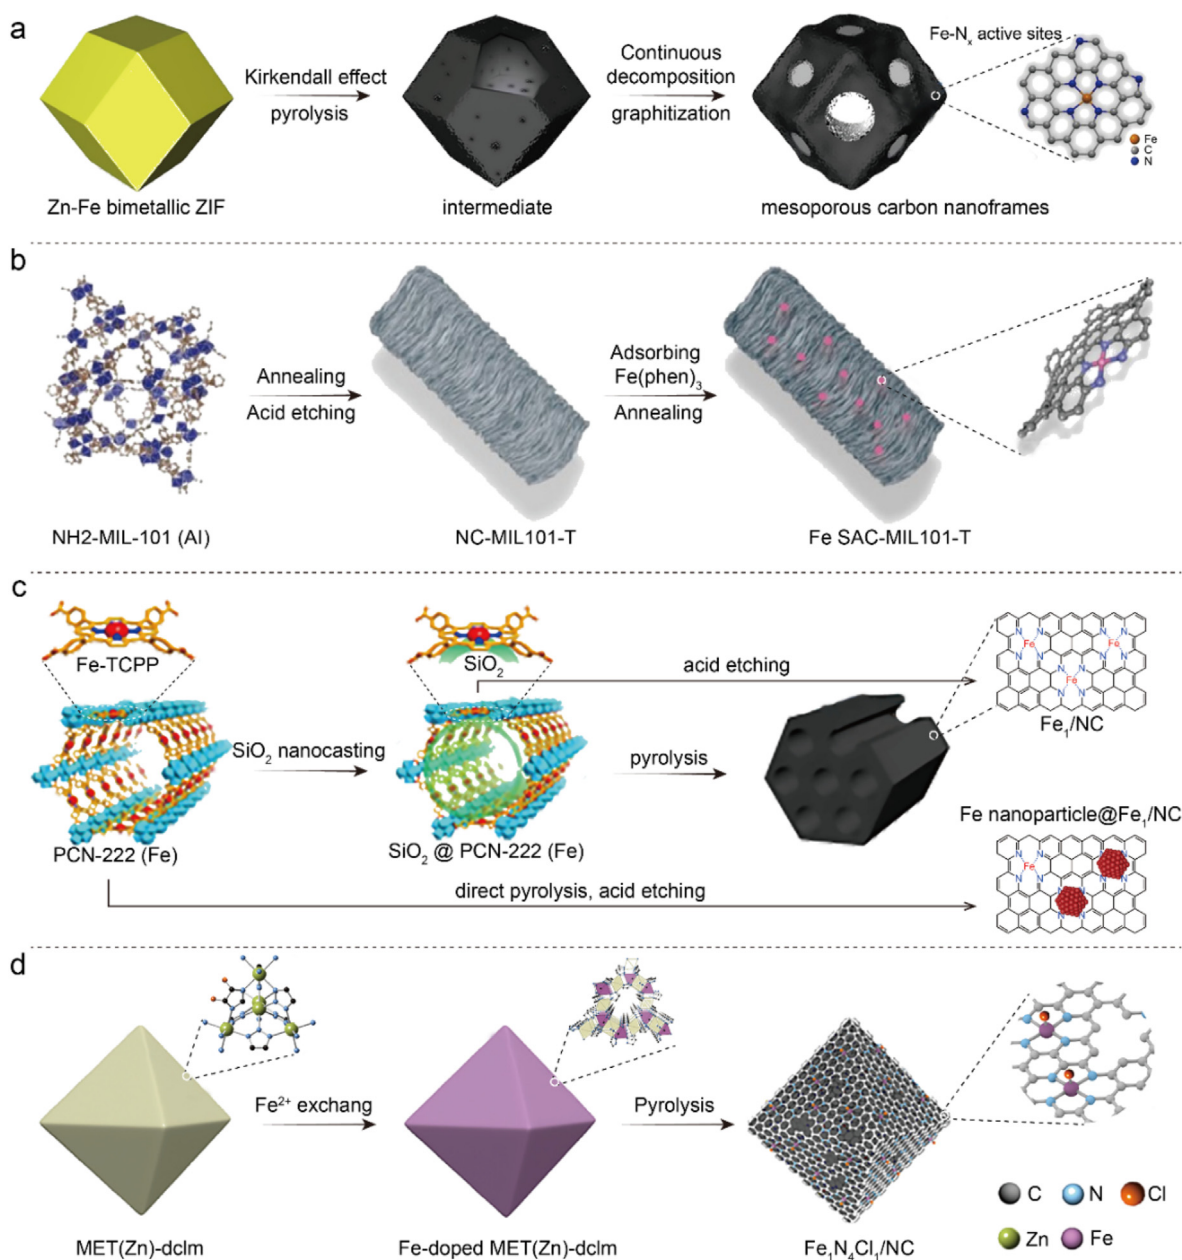 a
Kirkendall effect
pyrolysis
Continuous
decomposition
graphitization
Fe-Nₓ active sites
Fe
C
N
Zn-Fe bimetallic ZIF
intermediate
mesoporous carbon nanoframes
b
Annealing
Acid etching
Adsorbing
Fe(phen)₃
Annealing
NH2-MIL-101 (Al)
NC-MIL101-T
Fe SAC-MIL101-T
c
Fe-TCPP
SiO₂
acid etching
Fe
Fe
Fe
N
N
N
N
N
N
N
N
N
N
N
N
Fe₁/NC
SiO₂ nanocasting
pyrolysis
PCN-222 (Fe)
SiO₂ @ PCN-222 (Fe)
Fe nanoparticle@Fe₁/NC
Fe
N
N
N
N
N
N
N
N
N
N
direct pyrolysis, acid etching
d
Fe²⁺ exchang
Pyrolysis
MET(Zn)-dclm
Fe-doped MET(Zn)-dclm
Fe₁N₄Cl₁/NC
C
N
Cl
Zn
Fe